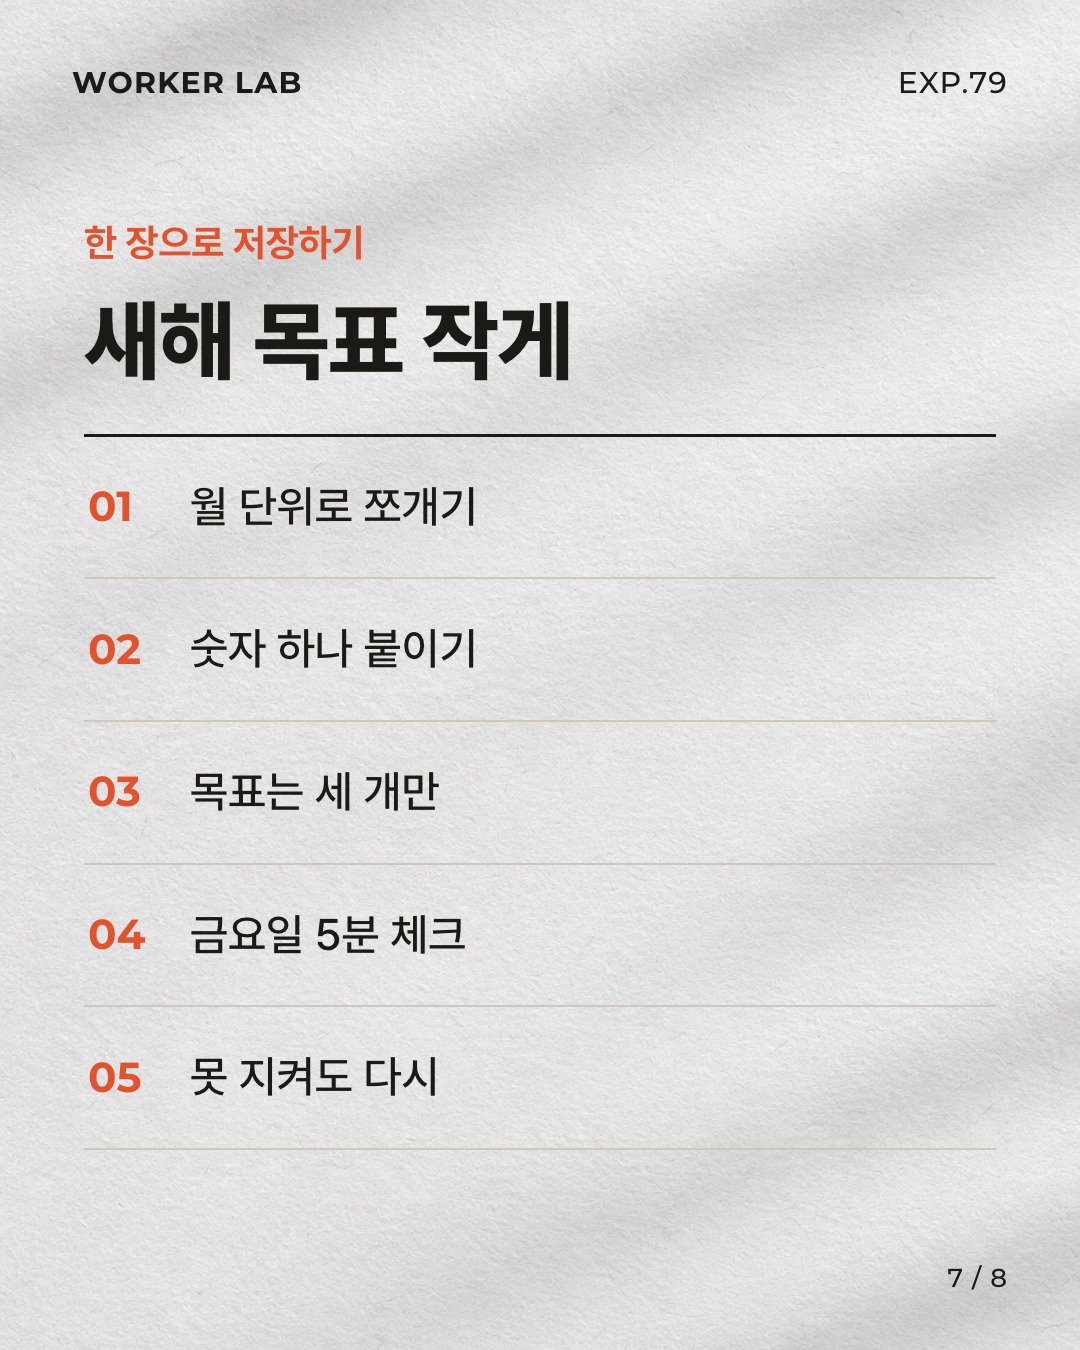 WORKER LAB
EXP.79
한 장으로 저장하기
새해 목표 작게
01 월 단위로 쪼개기
02 숫자 하나 붙이기
03 목표는 세 개만
04 금요일 5분 체크
05 못 지켜도 다시
7 / 8